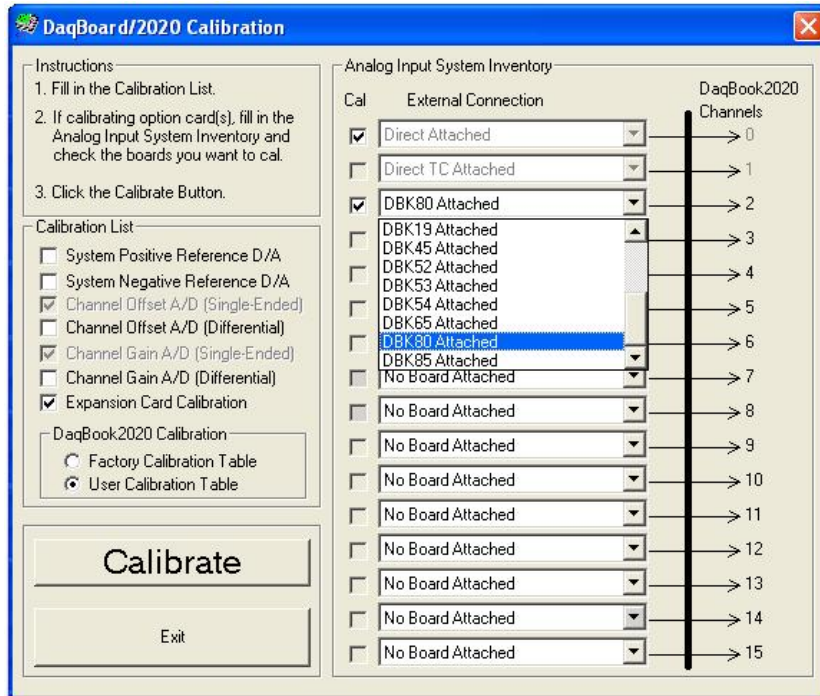 DaqBoard/2020 Calibration
Instructions
1. Fill in the Calibration List.
2. If calibrating option card(s), fill in the
Analog Input System Inventory and
check the boards you want to cal.
3. Click the Calibrate Button.
Calibration List
System Positive Reference D/A
System Negative Reference D/A
Channel Offset A/D (Single-Ended)
Channel Offset A/D (Differential)
Channel Gain A/D (Single-Ended)
Channel Gain A/D (Differential)
Expansion Card Calibration
DaqBook2020 Calibration
Factory Calibration Table
User Calibration Table
Calibrate
Exit
Analog Input System Inventory
Cal External Connection
DaqBook2020
Channels
Direct Attached 0
Direct TC Attached 1
DBK80 Attached 2
DBK19 Attached
DBK45 Attached 3
DBK52 Attached
DBK53 Attached 4
DBK54 Attached 5
DBK65 Attached
DBK80 Attached 6
DBK85 Attached
No Board Attached 7
No Board Attached 8
No Board Attached 9
No Board Attached 10
No Board Attached 11
No Board Attached 12
No Board Attached 13
No Board Attached 14
No Board Attached 15